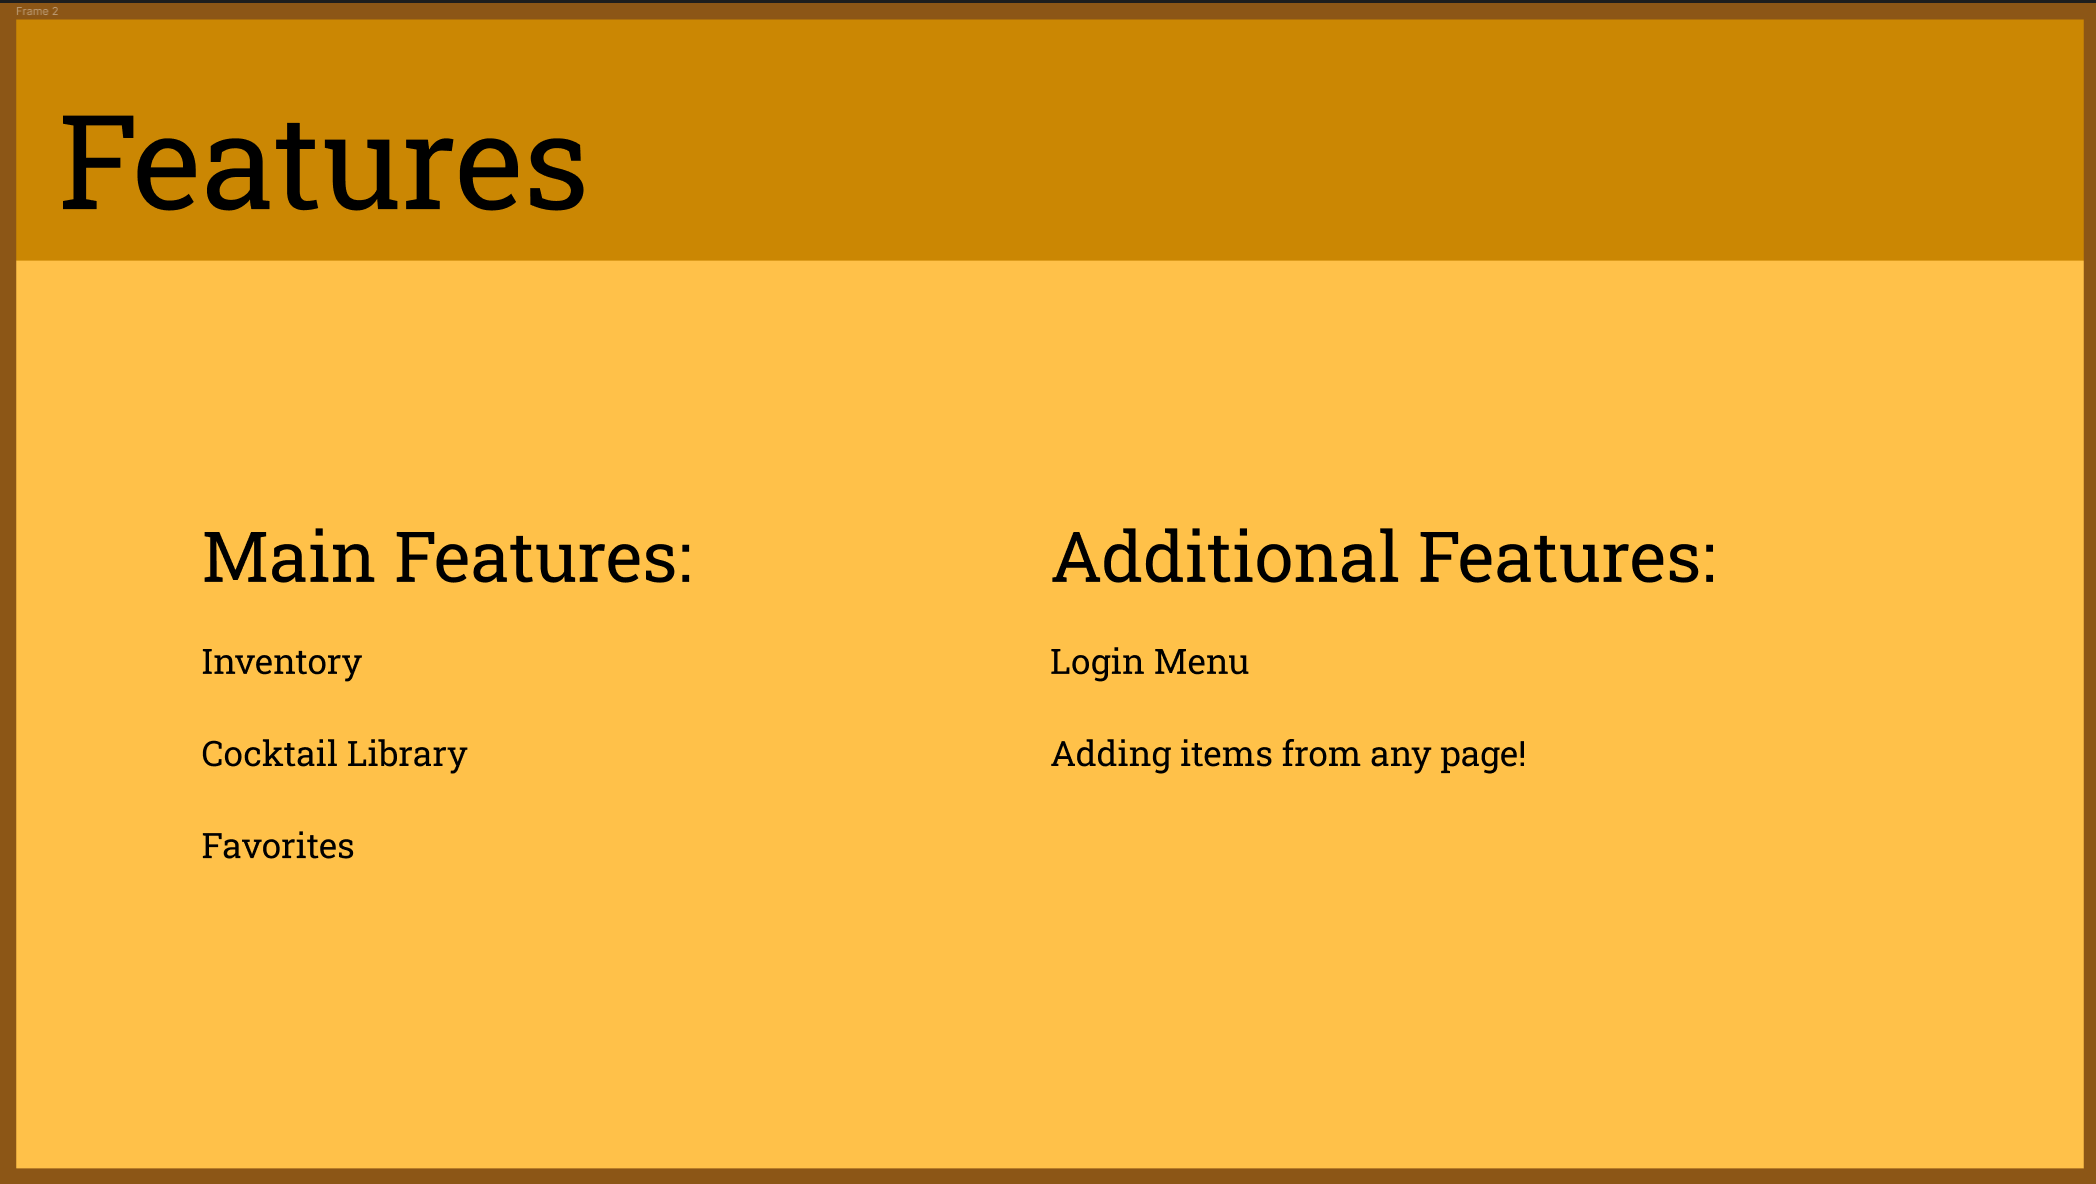 Frame 2
Features
Main Features:
Inventory
Cocktail Library
Favorites
Additional Features:
Login Menu
Adding items from any page!